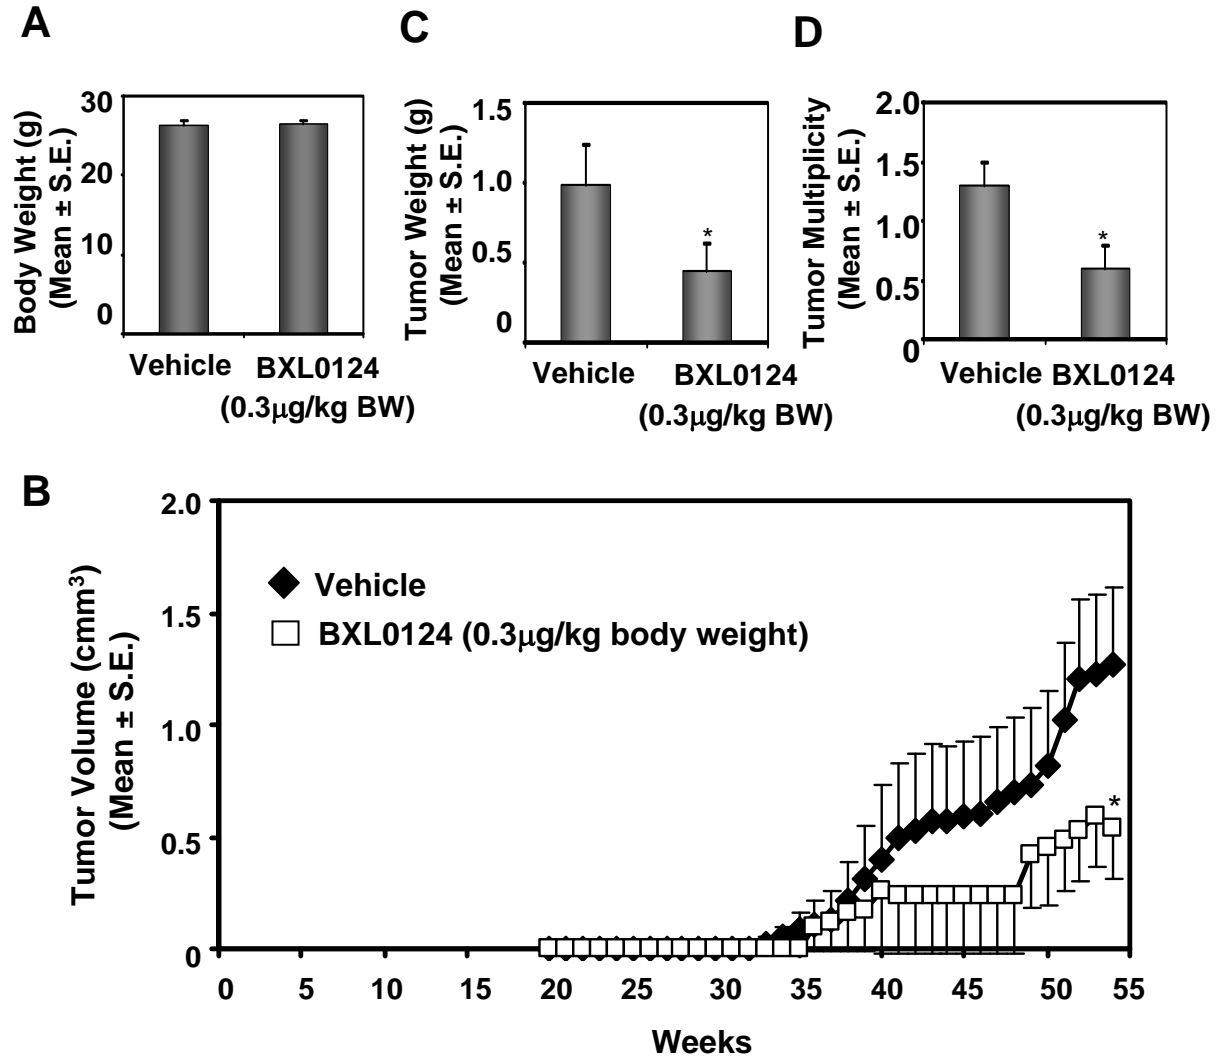 A
Body Weight (g)
(Mean ± S.E.)
30
20
10
0
Vehicle
BXL0124
(0.3µg/kg BW)
C
Tumor Weight (g)
(Mean ± S.E.)
1.5
1.0
0.5
0
*
Vehicle
BXL0124
(0.3µg/kg BW)
D
Tumor Multiplicity
(Mean ± S.E.)
2.0
1.5
1.0
0.5
0
*
Vehicle
BXL0124
(0.3µg/kg BW)
B
Tumor Volume (cmm³)
(Mean ± S.E.)
2.0
1.5
1.0
0.5
0
Vehicle
BXL0124 (0.3µg/kg body weight)
*
0 5 10 15 20 25 30 35 40 45 50 55
Weeks